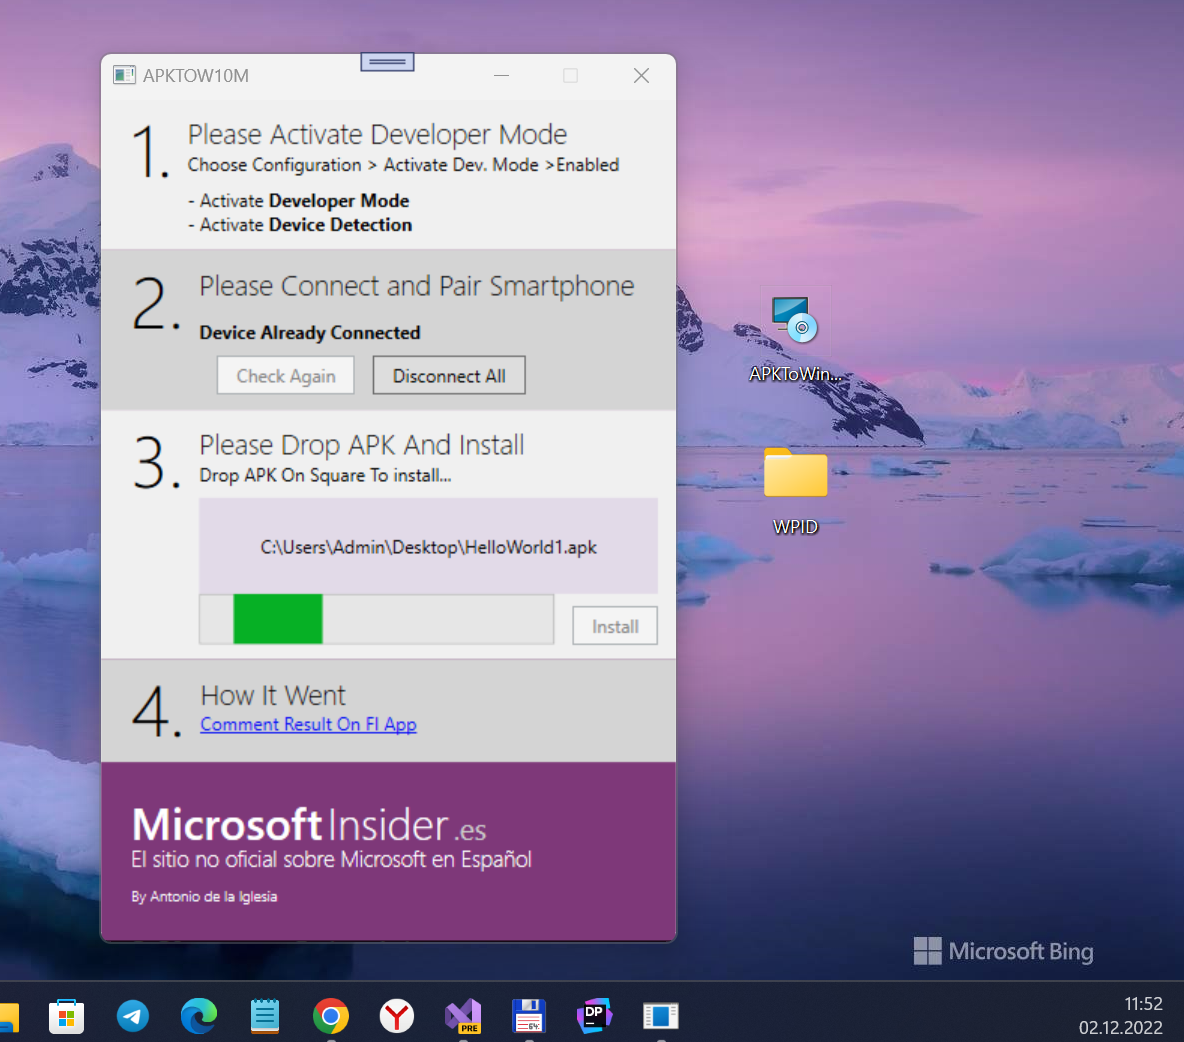 APKTOW10M
1.
Please Activate Developer Mode
Choose Configuration > Activate Dev. Mode >Enabled
- Activate Developer Mode
- Activate Device Detection
2.
Please Connect and Pair Smartphone
Device Already Connected
Check Again
Disconnect All
3.
Please Drop APK And Install
Drop APK On Square To install...
C:\Users\Admin\Desktop\HelloWorld1.apk
Install
4.
How It Went
Comment Result On FI App
MicrosoftInsider.es
El sitio no oficial sobre Microsoft en Español
By Antonio de la Iglesia
APKToWin...
WPID
Microsoft Bing
PRE
64
DP
11:52
02.12.2022